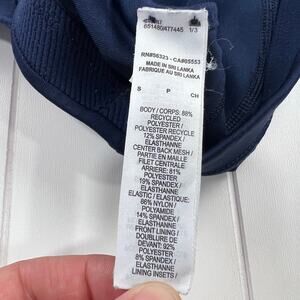 651480/477445 1/3
RN#56323 - CA#05553
MADE IN SRI LANKA
FABRIQUE AU SRI LANKA
S P CH
BODY / CORPS: 88%
RECYCLED
POLYESTER /
POLYESTER RECYCLE
12% SPANDEX /
ELASTHANNE
CENTER BACK MESH /
PARTIE EN MAILLE
CENTRALE
ARRIERE: 81%
POLYESTER
19% SPANDEX /
ELASTHANNE
ELASTIC / ELASTIQUE:
86% NYLON /
POLYAMIDE
14% SPANDEX /
ELASTHANNE
FRONT LINING /
DOUBLURE DE
DEVANT: 92%
POLYESTER
8% SPANDEX /
ELASTHANNE
LINING INSETS /